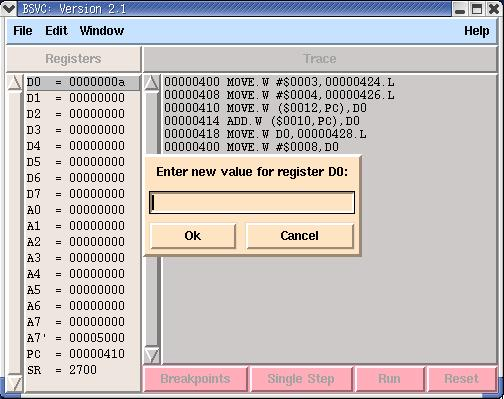 BSVC: Version 2.1
File Edit Window Help
Registers
D0 = 0000000a
D1 = 00000000
D2 = 00000000
D3 = 00000000
D4 = 00000000
D5 = 00000000
D6 = 00000000
D7 = 00000000
A0 = 00000000
A1 = 00000000
A2 = 00000000
A3 = 00000000
A4 = 00000000
A5 = 00000000
A6 = 00000000
A7 = 00000000
A7' = 00005000
PC = 00000410
SR = 2700
Trace
00000400 MOVE.W #$0003,00000424.L
00000408 MOVE.W #$0004,00000426.L
00000410 MOVE.W ($0012,PC),D0
00000414 ADD.W ($0010,PC),D0
00000418 MOVE.W D0,00000428.L
00000400 MOVE.W #$0008,D0
Enter new value for register D0:
Ok Cancel
Breakpoints Single Step Run Reset